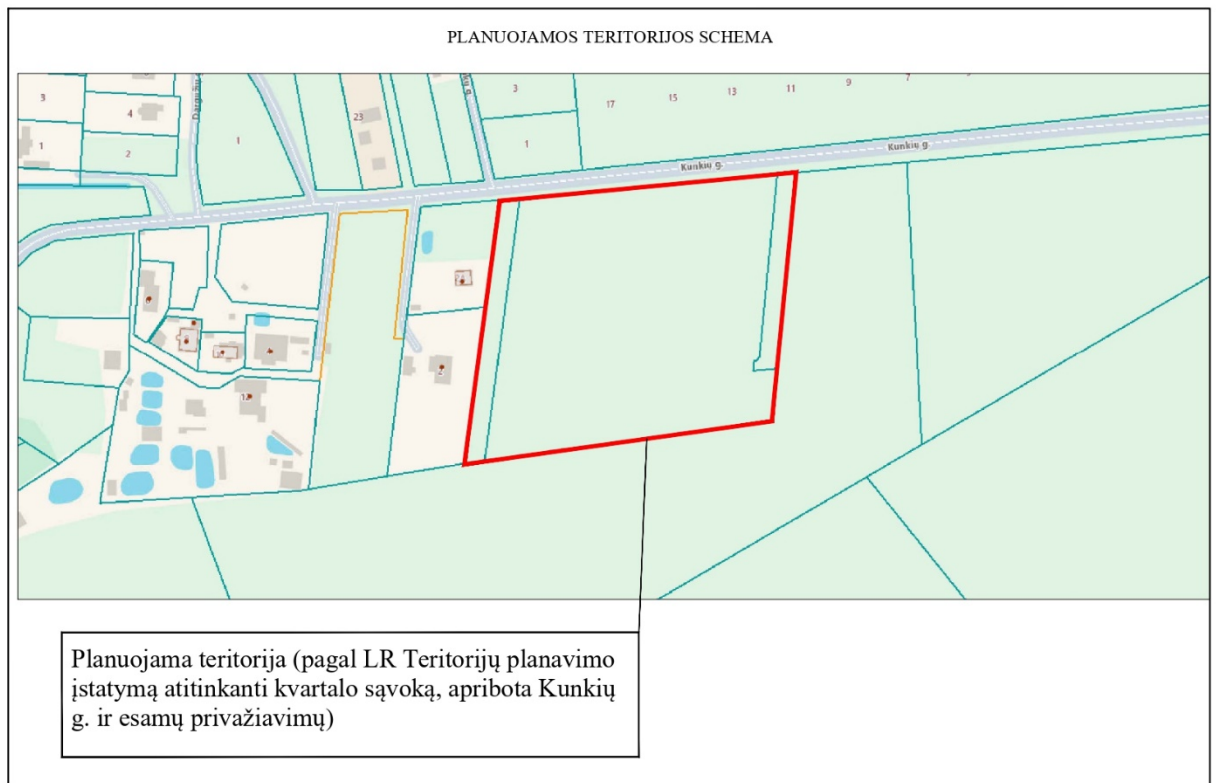 PLANUOJAMOS TERITORIJOS SCHEMA
3
4
1
2
Dargužių
1
23
3
1
17
15
13
11
9
7
Kunkių g.
Kunkių g.
2
Planuojama teritorija (pagal LR Teritorijų planavimo
įstatymą atitinkanti kvartalo sąvoką, apribota Kunkių
g. ir esamų privažiavimų)